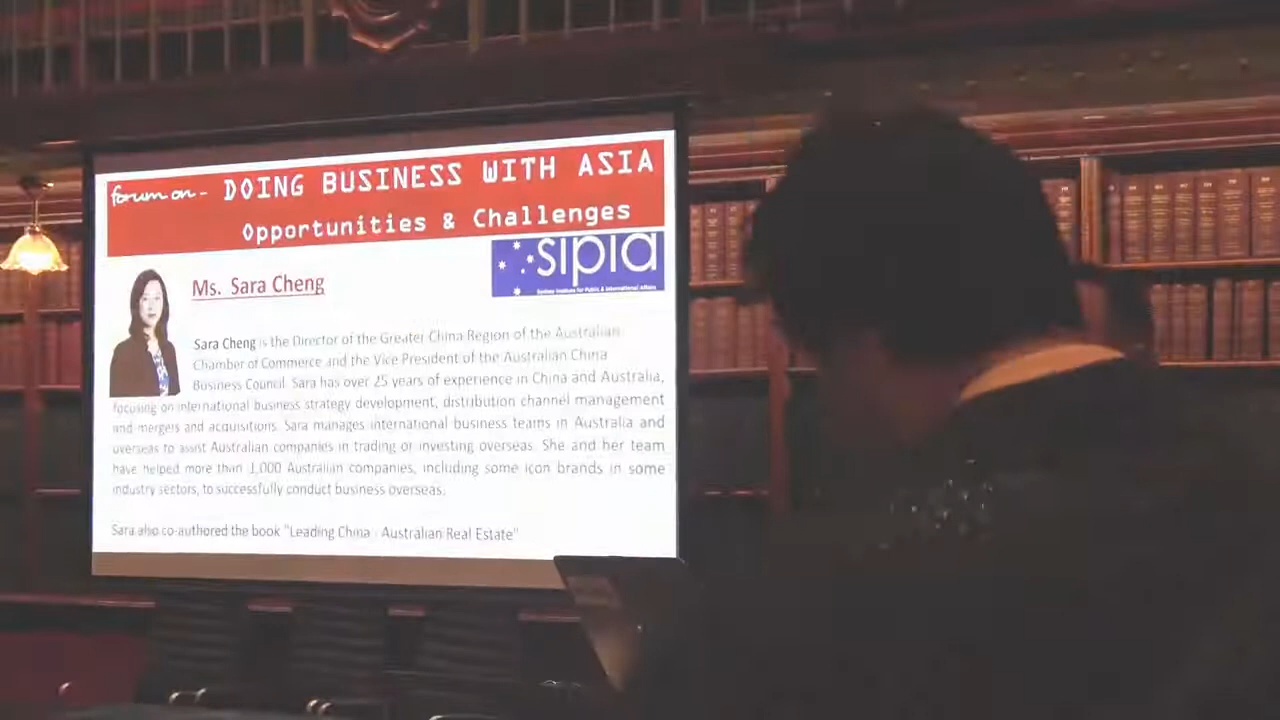 forum on - DOING BUSINESS WITH ASIA
Opportunities & Challenges
sipia
Sydney Institute for Public & International Affairs
Ms. Sara Cheng
Sara Cheng is the Director of the Greater China Region of the Australian
Chamber of Commerce and the Vice President of the Australian China
Business Council. Sara has over 25 years of experience in China and Australia,
focusing on international business strategy development, distribution channel management
and mergers and acquisitions. Sara manages international business teams in Australia and
overseas to assist Australian companies in trading or investing overseas. She and her team
have helped more than 1,000 Australian companies, including some icon brands in some
industry sectors, to successfully conduct business overseas.
Sara also co-authored the book "Leading China - Australian Real Estate"